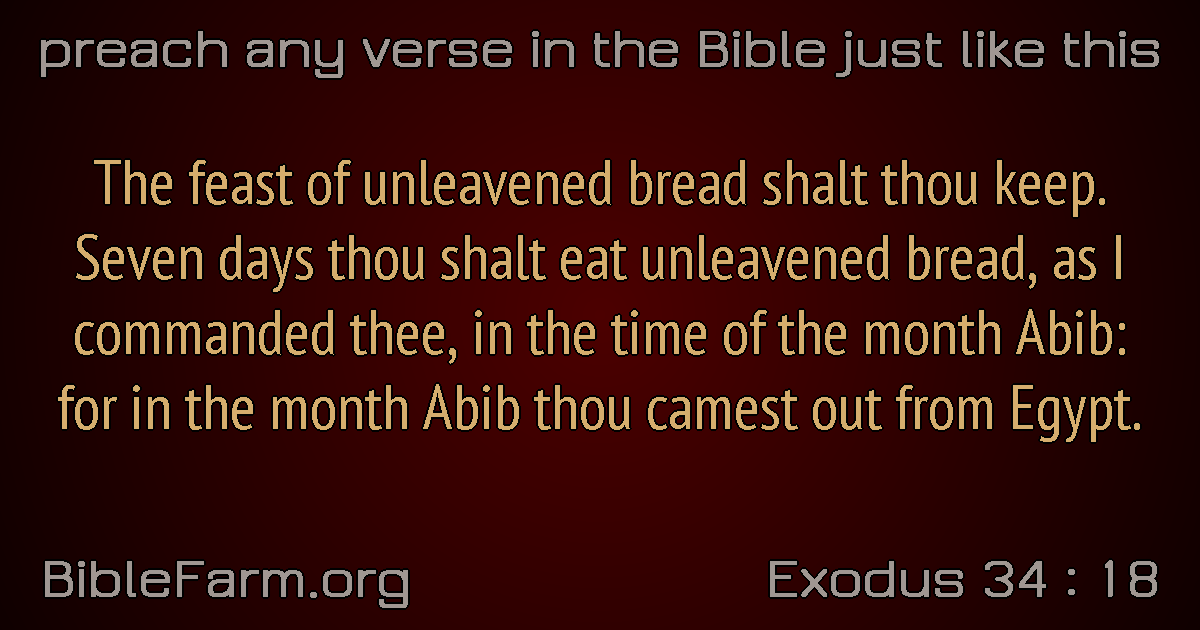 preach any verse in the Bible just like this
The feast of unleavened bread shalt thou keep.
Seven days thou shalt eat unleavened bread, as I
commanded thee, in the time of the month Abib:
for in the month Abib thou camest out from Egypt.
BibleFarm.org
Exodus 34 : 18